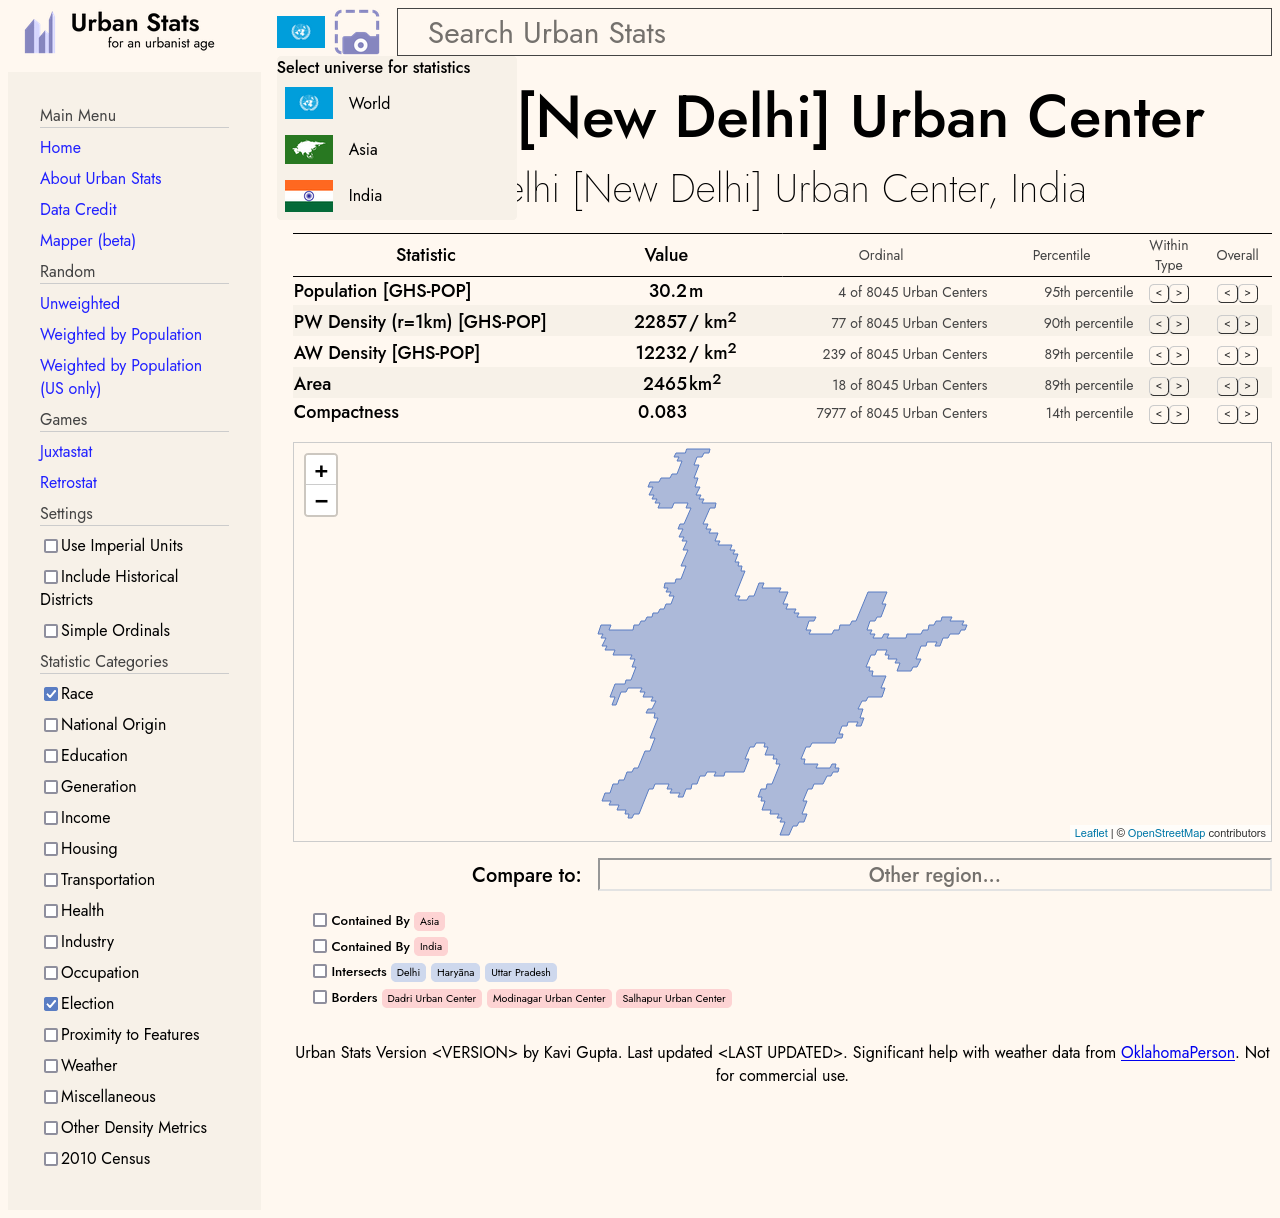 Urban Stats
for an urbanist age
Search Urban Stats
Select universe for statistics
World
Asia
India
[New Delhi] Urban Center
elhi [New Delhi] Urban Center, India
Main Menu
Home
About Urban Stats
Data Credit
Mapper (beta)
Random
Unweighted
Weighted by Population
Weighted by Population
(US only)
Games
Juxtastat
Retrostat
Settings
Use Imperial Units
Include Historical
Districts
Simple Ordinals
Statistic Categories
Race
National Origin
Education
Generation
Income
Housing
Transportation
Health
Industry
Occupation
Election
Proximity to Features
Weather
Miscellaneous
Other Density Metrics
2010 Census
Statistic Value Ordinal Percentile Within Type Overall
Population [GHS-POP] 30.2 m 4 of 8045 Urban Centers 95th percentile < > < >
PW Density (r=1km) [GHS-POP] 22857 / km² 77 of 8045 Urban Centers 90th percentile < > < >
AW Density [GHS-POP] 12232 / km² 239 of 8045 Urban Centers 89th percentile < > < >
Area 2465 km² 18 of 8045 Urban Centers 89th percentile < > < >
Compactness 0.083 7977 of 8045 Urban Centers 14th percentile < > < >
+
−
Leaflet | © OpenStreetMap contributors
Compare to: Other region...
Contained By Asia
Contained By India
Intersects Delhi Haryāna Uttar Pradesh
Borders Dadri Urban Center Modinagar Urban Center Salhapur Urban Center
Urban Stats Version <VERSION> by Kavi Gupta. Last updated <LAST UPDATED>. Significant help with weather data from OklahomaPerson. Not
for commercial use.